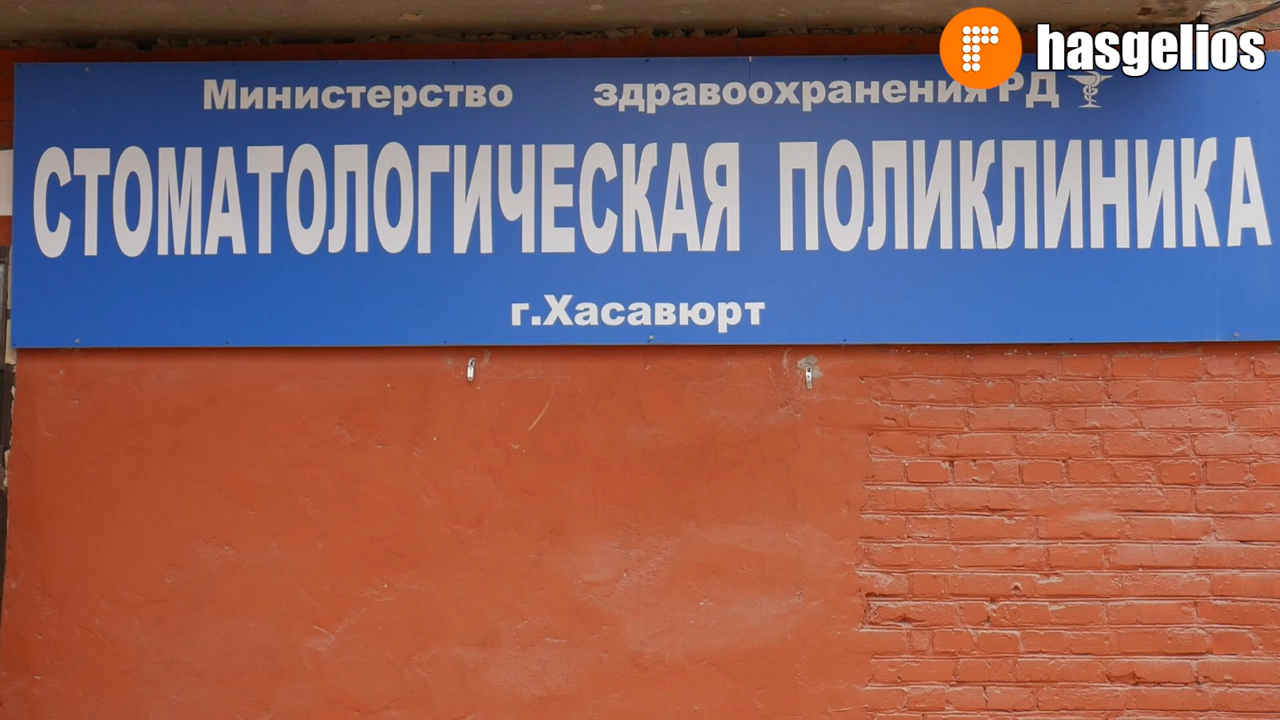 hasgelios
Министерство здравоохранения РД
СТОМАТОЛОГИЧЕСКАЯ ПОЛИКЛИНИКА
г.Хасавюрт